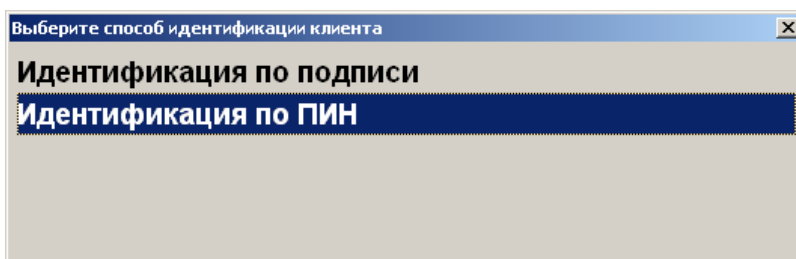 Выберите способ идентификации клиента
Идентификация по подписи
Идентификация по ПИН